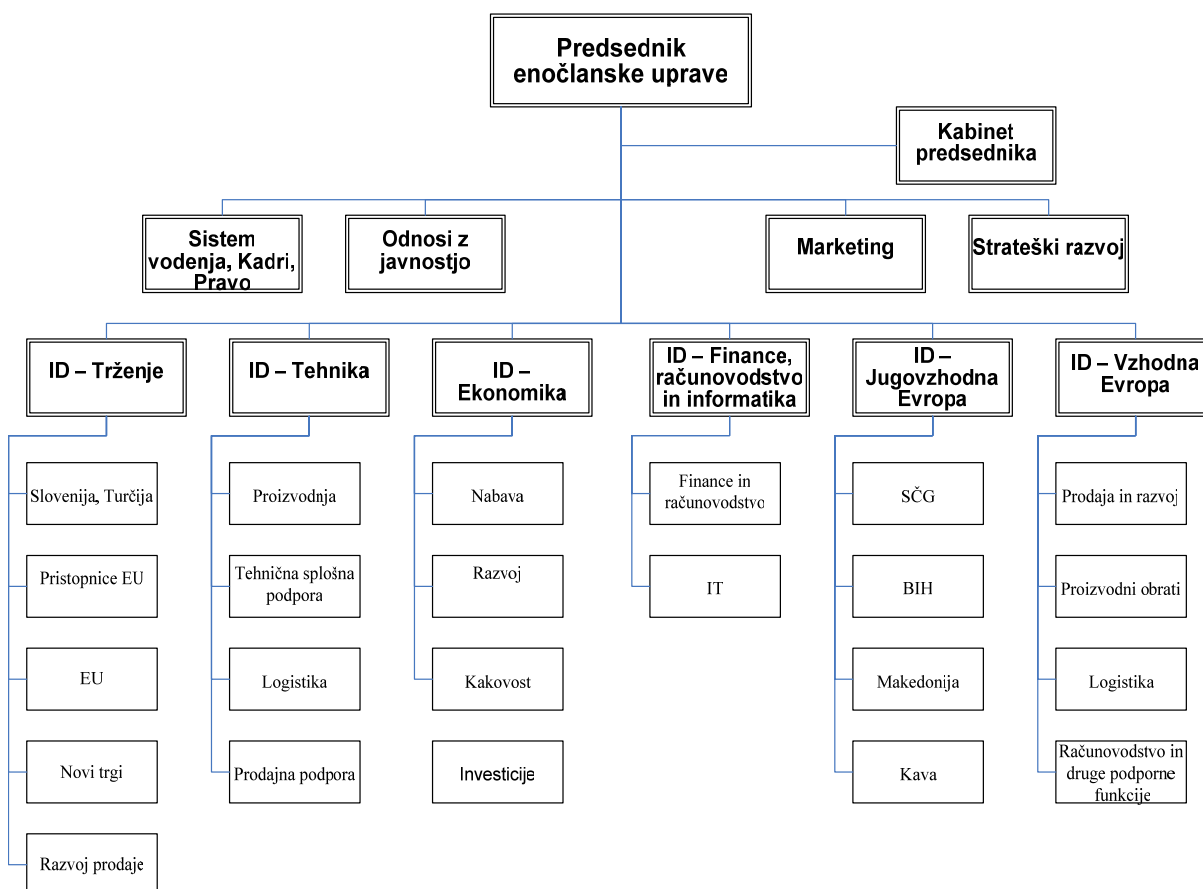 Predsednik
enočlanske uprave
Kabinet
predsednika
Sistem
vodenja, Kadri,
Pravo
Odnosi z
javnostjo
Marketing
Strateški razvoj
ID – Trženje
ID – Tehnika
ID –
Ekonomika
ID – Finance,
računovodstvo
in informatika
ID –
Jugovzhodna
Evropa
ID – Vzhodna
Evropa
Slovenija, Turčija
Pristopnice EU
EU
Novi trgi
Razvoj prodaje
Proizvodnja
Tehnična splošna
podpora
Logistika
Prodajna podpora
Nabava
Razvoj
Kakovost
Investicije
Finance in
računovodstvo
IT
SČG
BIH
Makedonija
Kava
Prodaja in razvoj
Proizvodni obrati
Logistika
Računovodstvo in
druge podporne
funkcije